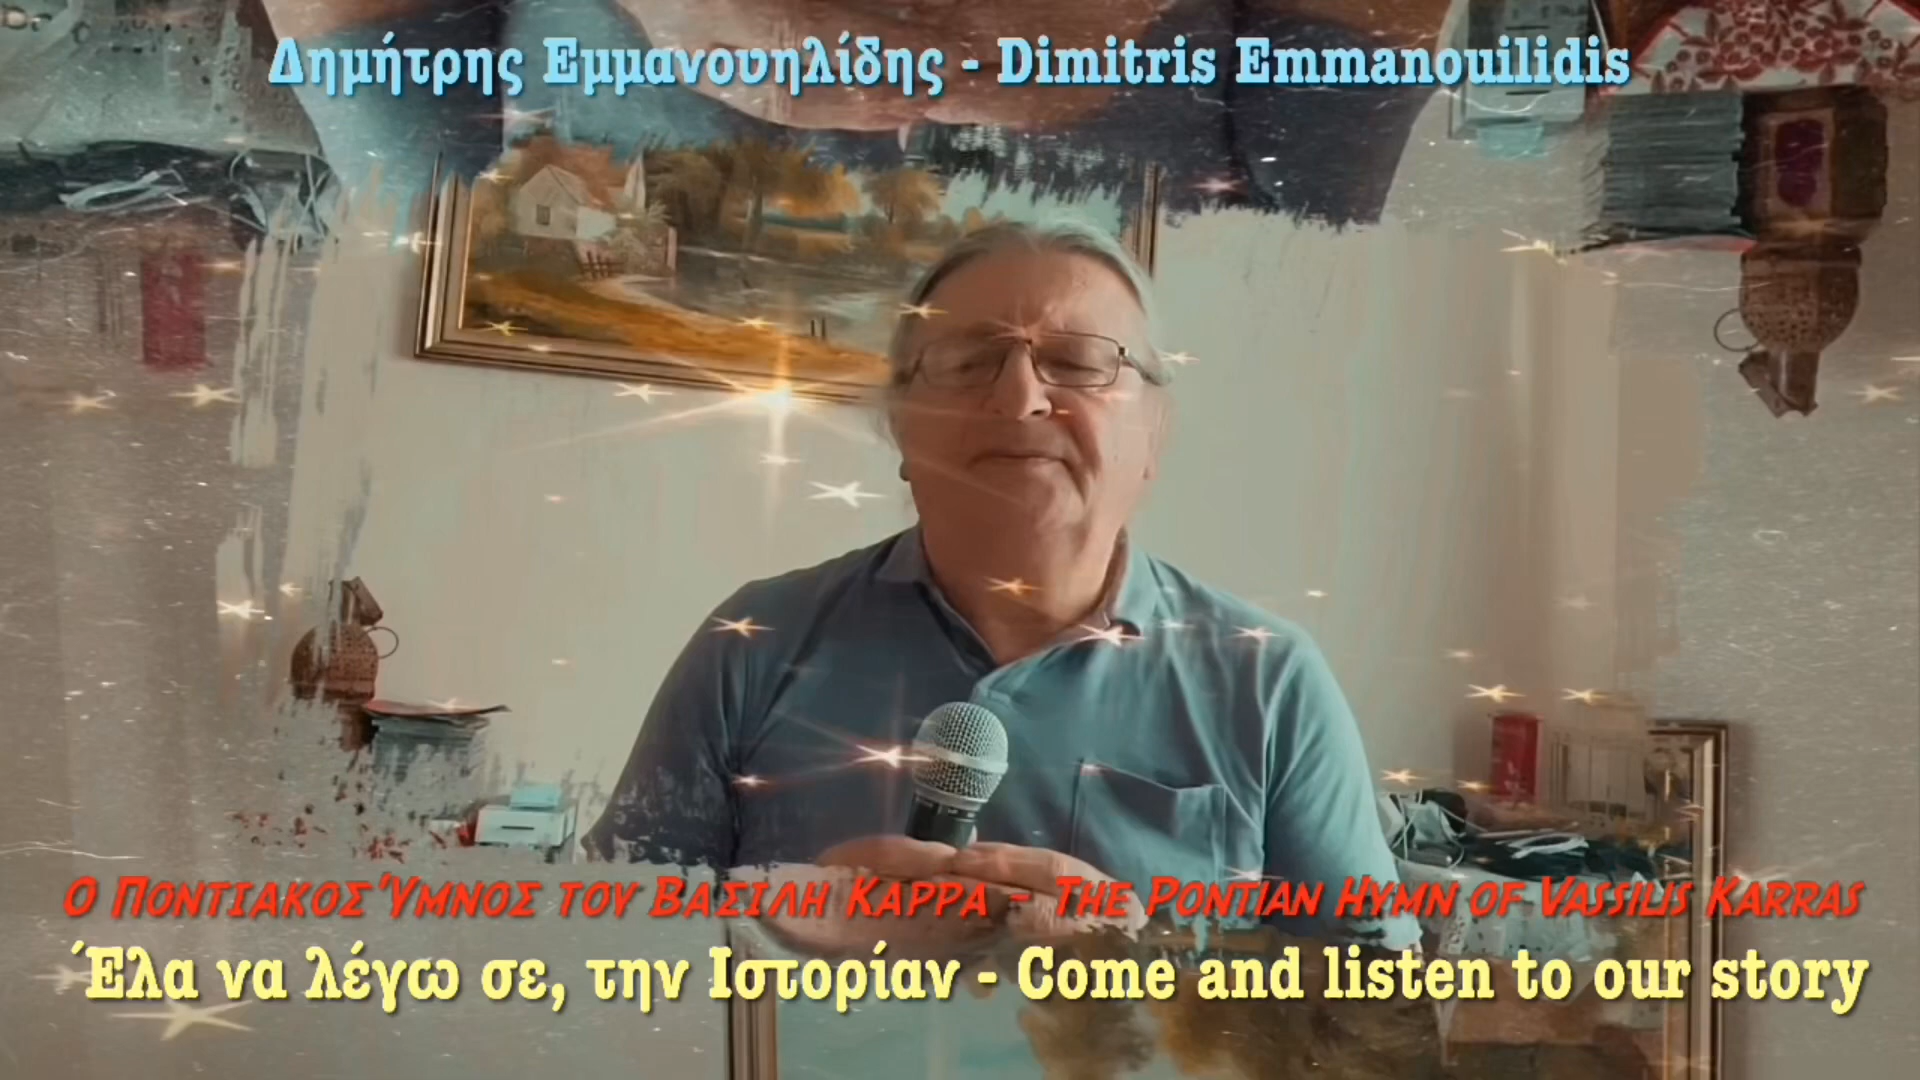 Δημήτρης Εμμανουηλίδης - Dimitris Emmanouilidis
Ο Ποντιακος Ύμνος του Βασιλη Καρρα - The Pontian Hymn of Vassilis Karras
Έλα να λέγω σε, την Ιστορίαν - Come and listen to our story